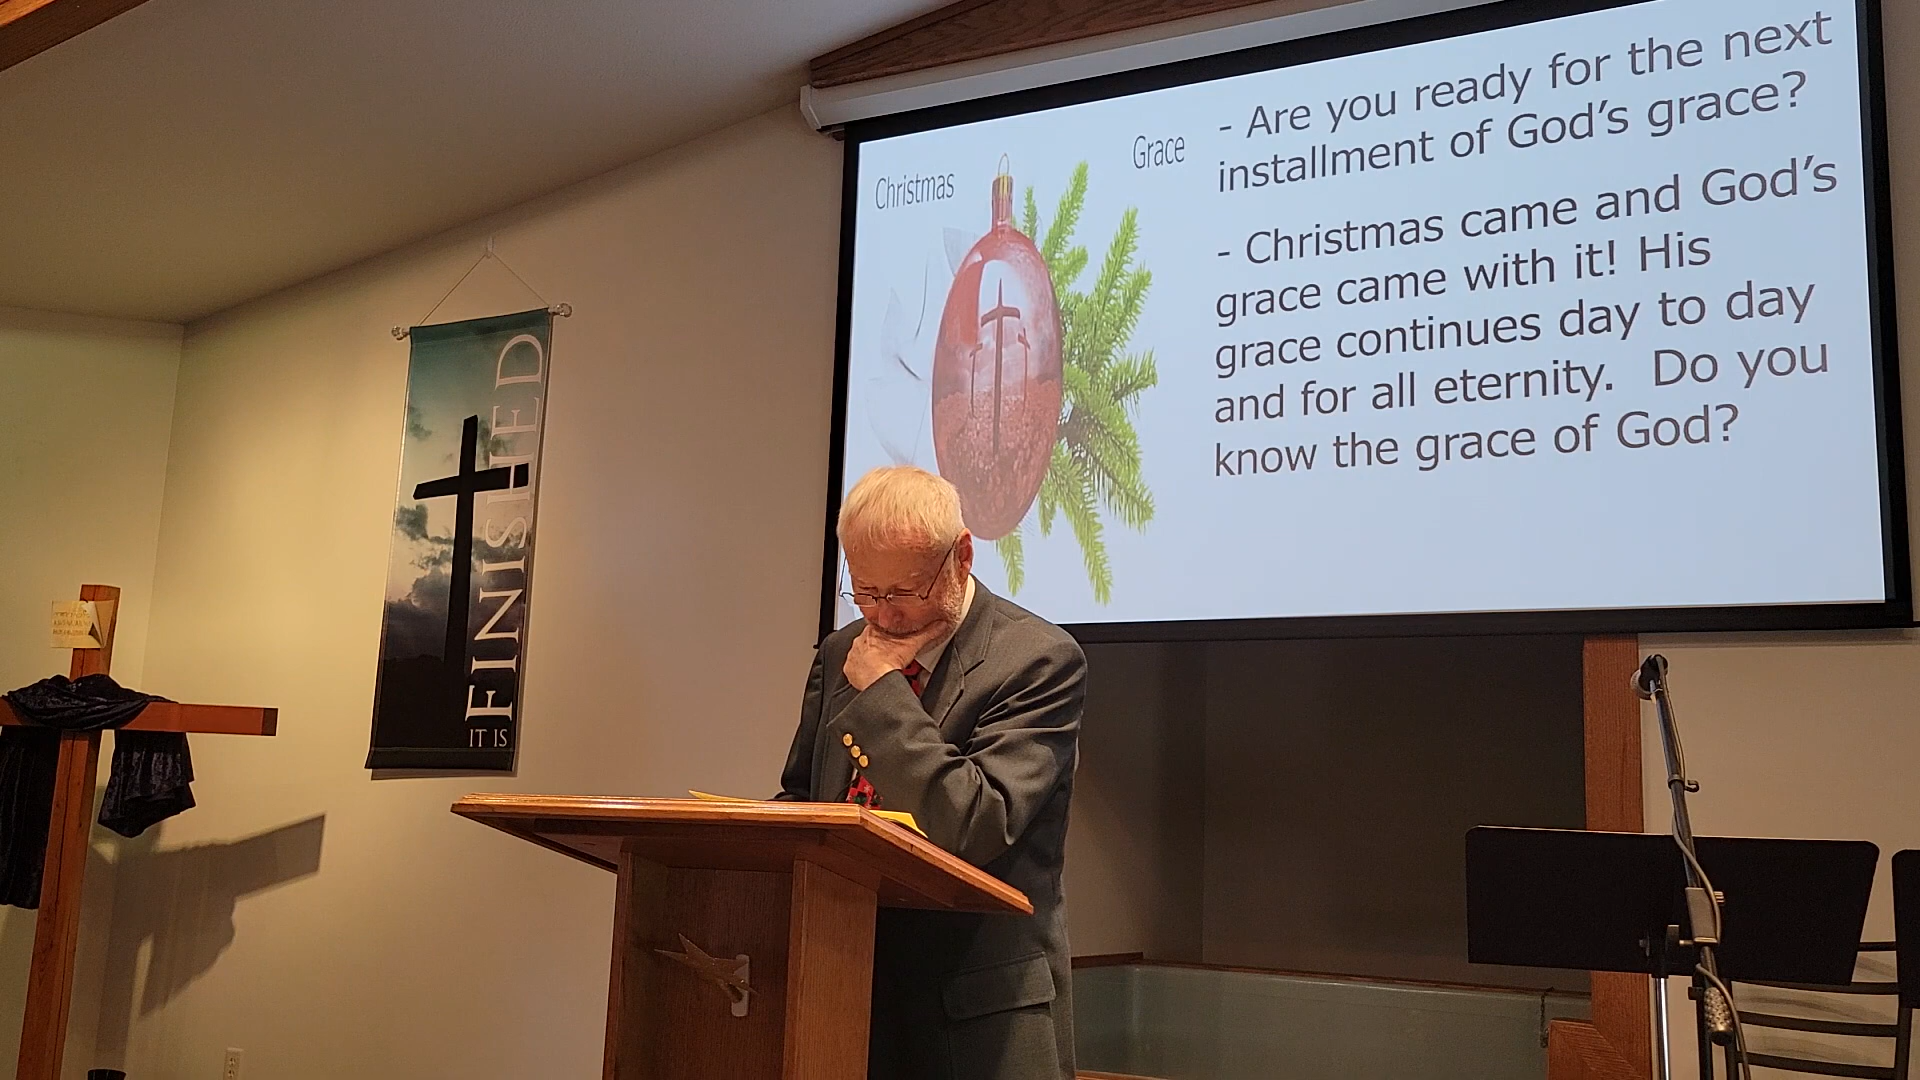 Christmas
Grace
- Are you ready for the next
installment of God's grace?
- Christmas came and God's
grace came with it! His
grace continues day to day
and for all eternity. Do you
know the grace of God?
IT IS
FINISHED